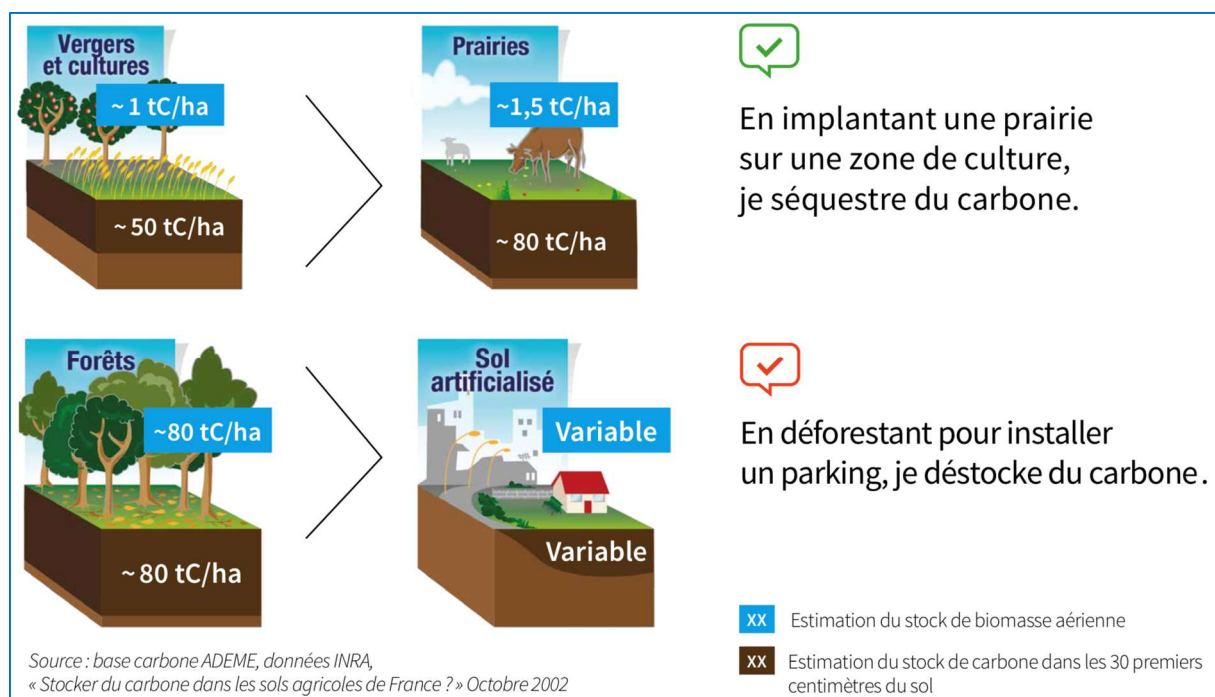 Vergers
et cultures
~ 1 tC/ha
~ 50 tC/ha
Prairies
~1,5 tC/ha
~ 80 tC/ha
En implantant une prairie
sur une zone de culture,
je séquestre du carbone.
Forêts
~80 tC/ha
~ 80 tC/ha
Sol
artificialisé
Variable
Variable
En déforestant pour installer
un parking, je déstocke du carbone.
XX Estimation du stock de biomasse aérienne
XX Estimation du stock de carbone dans les 30 premiers
centimètres du sol
Source : base carbone ADEME, données INRA,
« Stocker du carbone dans les sols agricoles de France ? » Octobre 2002